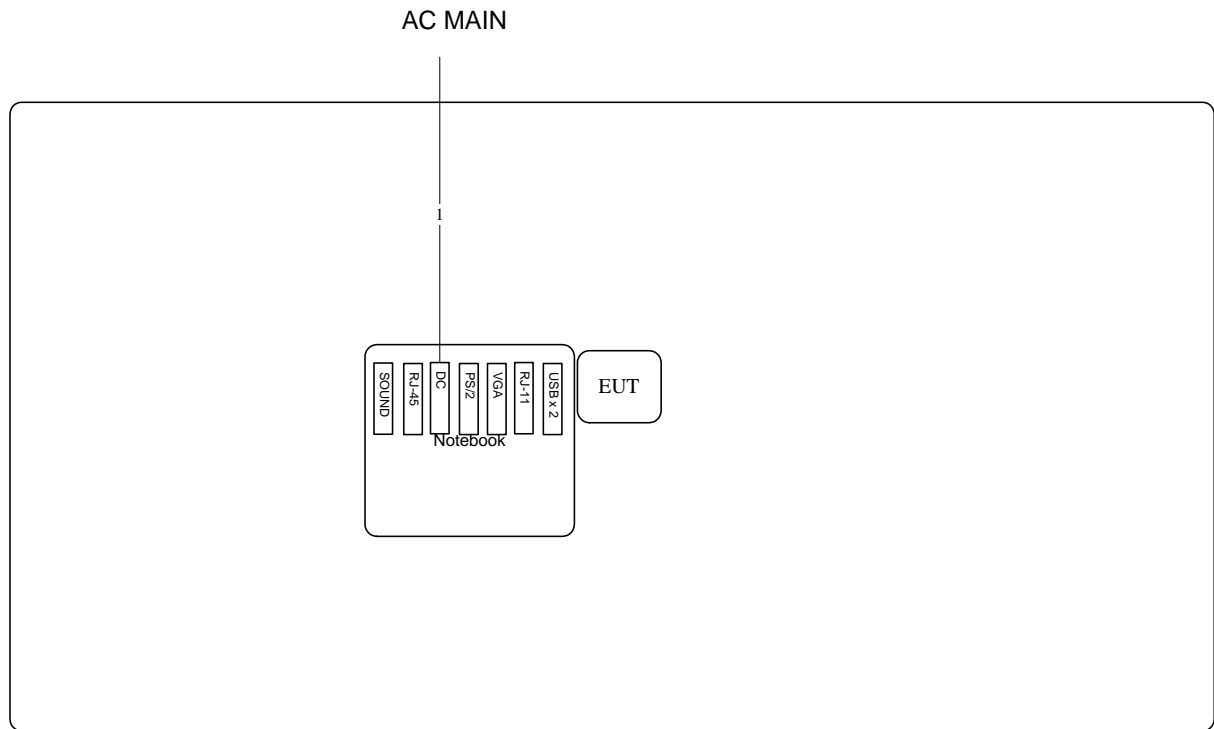 AC MAIN
1
SOUND
RJ-45
DC
PS/2
VGA
RJ-11
USB x 2
EUT
Notebook